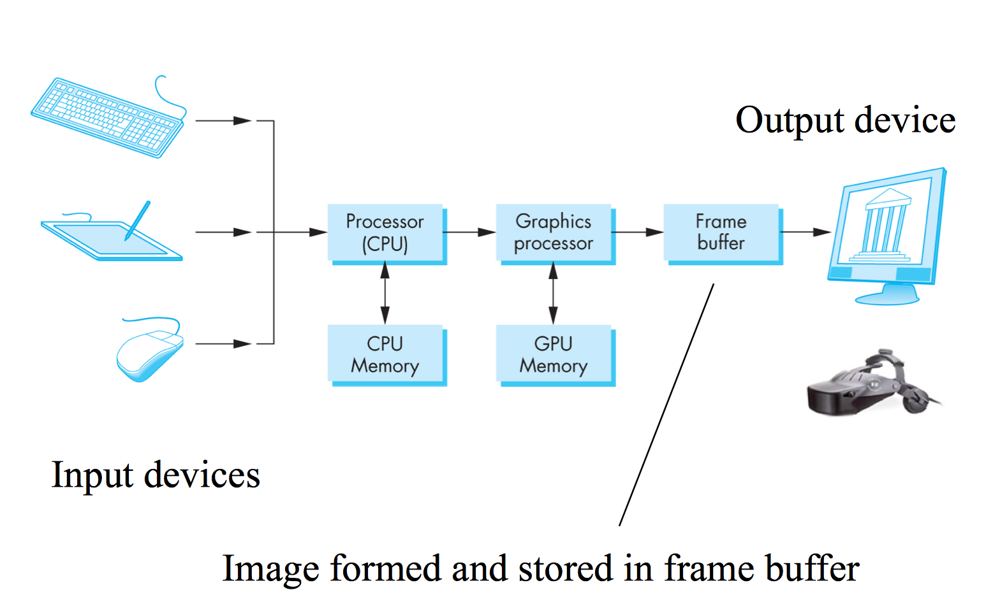 Output device
Processor
(CPU)
Graphics
processor
Frame
buffer
CPU
Memory
GPU
Memory
Input devices
Image formed and stored in frame buffer